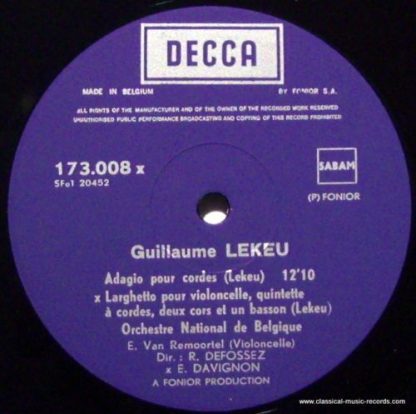 DECCA
MADE IN BELGIUM BY FONIOR S.A.
ALL RIGHTS OF THE MANUFACTURER AND OF THE OWNER OF THE RECORDED WORK RESERVED
UNAUTHORISED PUBLIC PERFORMANCE BROADCASTING AND COPYING OF THIS RECORD PROHIBITED
173.008 x
SFo1 20452
SABAM
(P) FONIOR
Guillaume LEKEU
Adagio pour cordes (Lekeu) 12'10
x Larghetto pour violoncelle, quintette
à cordes, deux cors et un basson (Lekeu)
Orchestre National de Belgique
E. Van Remoortel (Violoncelle)
Dir. : R. DEFOSSEZ
x E. DAVIGNON
A FONIOR PRODUCTION
www.classical-music-records.com